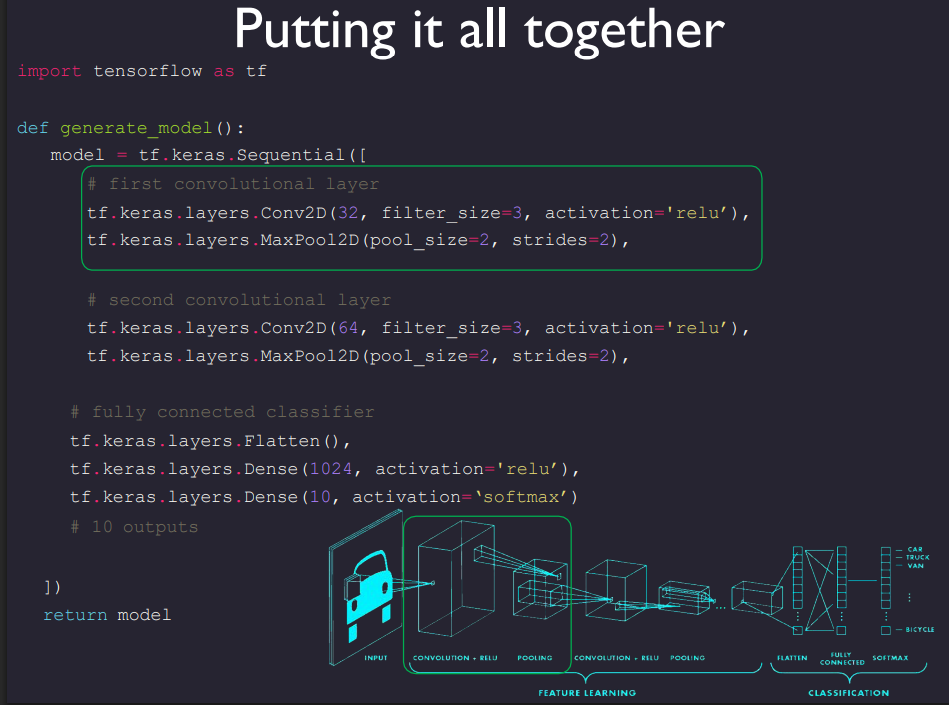 Putting it all together
import tensorflow as tf
def generate_model():
model = tf.keras.Sequential([
# first convolutional layer
tf.keras.layers.Conv2D(32, filter_size=3, activation='relu’),
tf.keras.layers.MaxPool2D(pool_size=2, strides=2),
# second convolutional layer
tf.keras.layers.Conv2D(64, filter_size=3, activation='relu’),
tf.keras.layers.MaxPool2D(pool_size=2, strides=2),
# fully connected classifier
tf.keras.layers.Flatten(),
tf.keras.layers.Dense(1024, activation='relu’),
tf.keras.layers.Dense(10, activation=‘softmax’)
# 10 outputs
])
return model
CAR
TRUCK
VAN
BICYCLE
INPUT
CONVOLUTION + RELU
POOLING
CONVOLUTION + RELU
POOLING
FLATTEN
FULLY
CONNECTED
SOFTMAX
FEATURE LEARNING
CLASSIFICATION